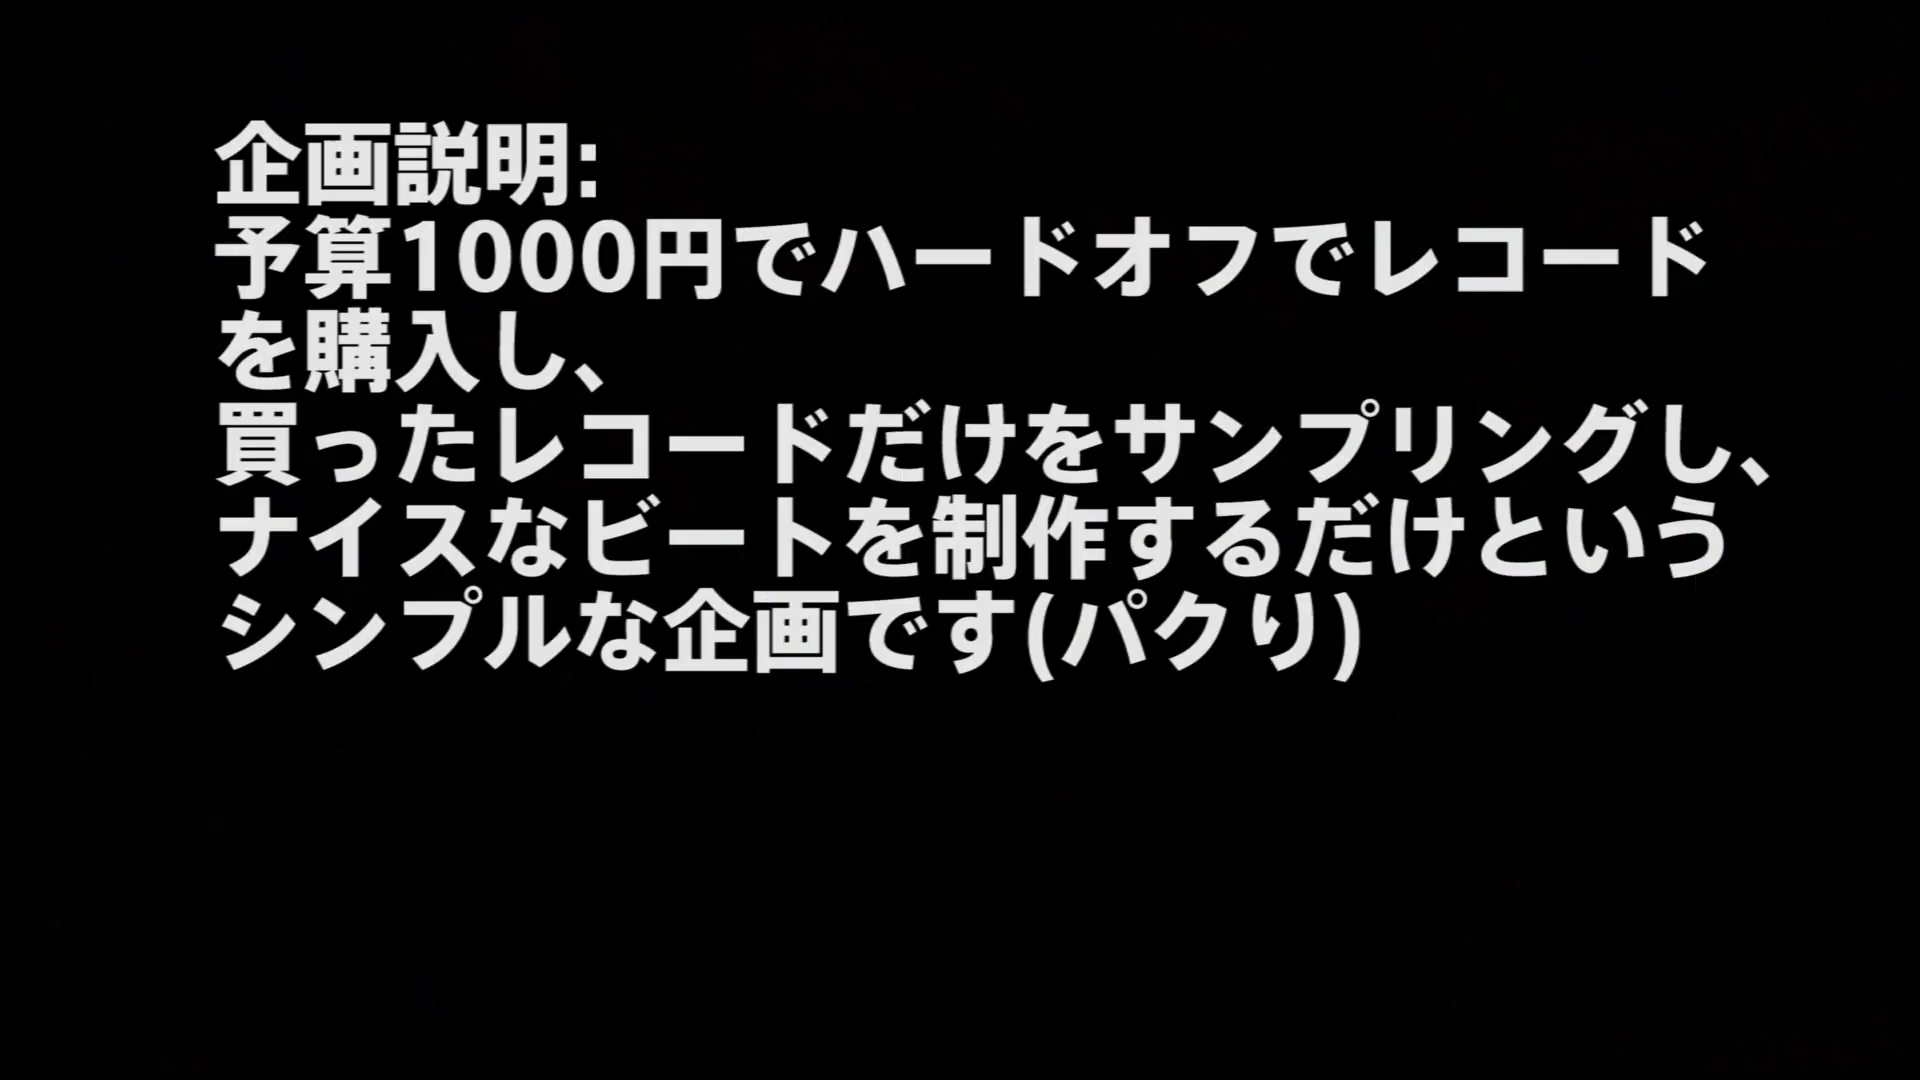 企画説明:
予算1000円でハードオフでレコード
を購入し、
買ったレコードだけをサンプリングし、
ナイスなビートを制作するだけという
シンプルな企画です(パクり)